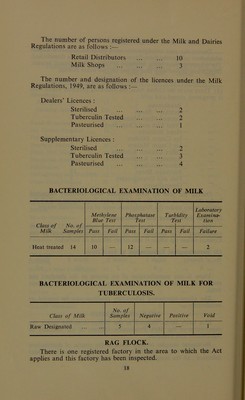 The number of persons registered under the Milk and Dairies
Regulations are as follows :—
Retail Distributors ... ... 10
Milk Shops ... ... ... 3
The number and designation of the licences under the Milk
Regulations, 1949, are as follows :—
Dealers' Licences :
Sterilised ... ... ... 2
Tuberculin Tested ... ... 2
Pasteurised ... ... ... 1
Supplementary Licences :
Sterilised ... ... ... 2
Tuberculin Tested ... ... 3
Pasteurised ... ... ... 4
BACTERIOLOGICAL EXAMINATION OF MILK
Class of Milk No. of Samples Methylene Blue Test Phosphatase Test Turbidity Test Laboratory Examination
Pass Fail Pass Fail Pass Fail Failure
Heat treated 14 10 — 12 — — — 2
BACTERIOLOGICAL EXAMINATION OF MILK FOR
TUBERCULOSIS.
Class of Milk No. of Samples Negative Positive Void
Raw Designated ... ... 5 4 — 1
RAG FLOCK.
There is one registered factory in the area to which the Act
applies and this factory has been inspected.
18